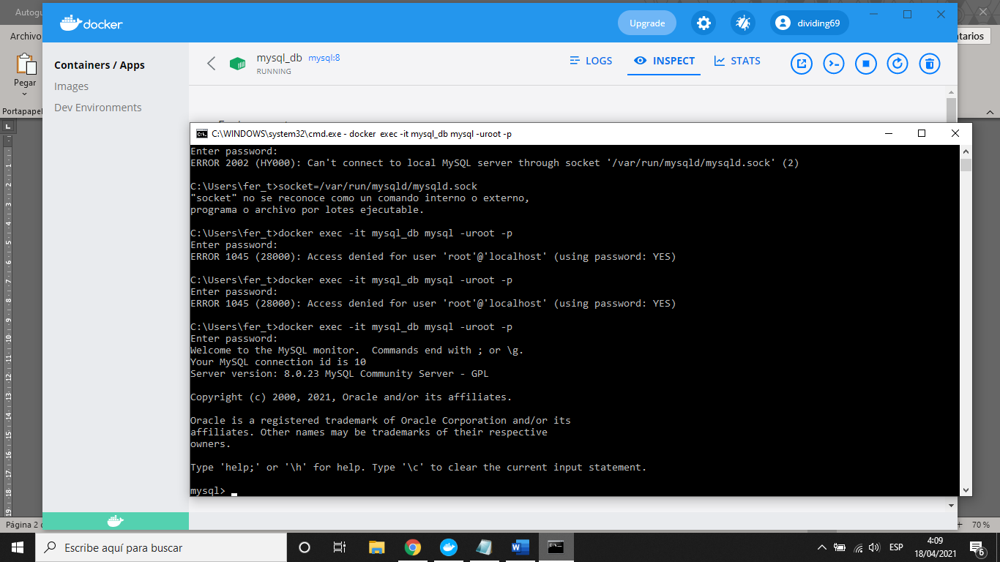 Autogu
docker
Upgrade
dividing69
Archivo
ntarios
Pegar
Portapapel
Containers / Apps
Images
Dev Environments
mysql_db mysql:8
RUNNING
LOGS
INSPECT
STATS
C:\WINDOWS\system32\cmd.exe - docker exec -it mysql_db mysql -uroot -p
Enter password:
ERROR 2002 (HY000): Can't connect to local MySQL server through socket '/var/run/mysqld/mysqld.sock' (2)
C:\Users\fer_t>socket=/var/run/mysqld/mysqld.sock
"socket" no se reconoce como un comando interno o externo,
programa o archivo por lotes ejecutable.
C:\Users\fer_t>docker exec -it mysql_db mysql -uroot -p
Enter password:
ERROR 1045 (28000): Access denied for user 'root'@'localhost' (using password: YES)
C:\Users\fer_t>docker exec -it mysql_db mysql -uroot -p
Enter password:
ERROR 1045 (28000): Access denied for user 'root'@'localhost' (using password: YES)
C:\Users\fer_t>docker exec -it mysql_db mysql -uroot -p
Enter password:
Welcome to the MySQL monitor.  Commands end with ; or \g.
Your MySQL connection id is 10
Server version: 8.0.23 MySQL Community Server - GPL
Copyright (c) 2000, 2021, Oracle and/or its affiliates.
Oracle is a registered trademark of Oracle Corporation and/or its
affiliates. Other names may be trademarks of their respective
owners.
Type 'help;' or '\h' for help. Type '\c' to clear the current input statement.
mysql>
Página 2
70 %
Escribe aquí para buscar
ESP
4:09
18/04/2021
6